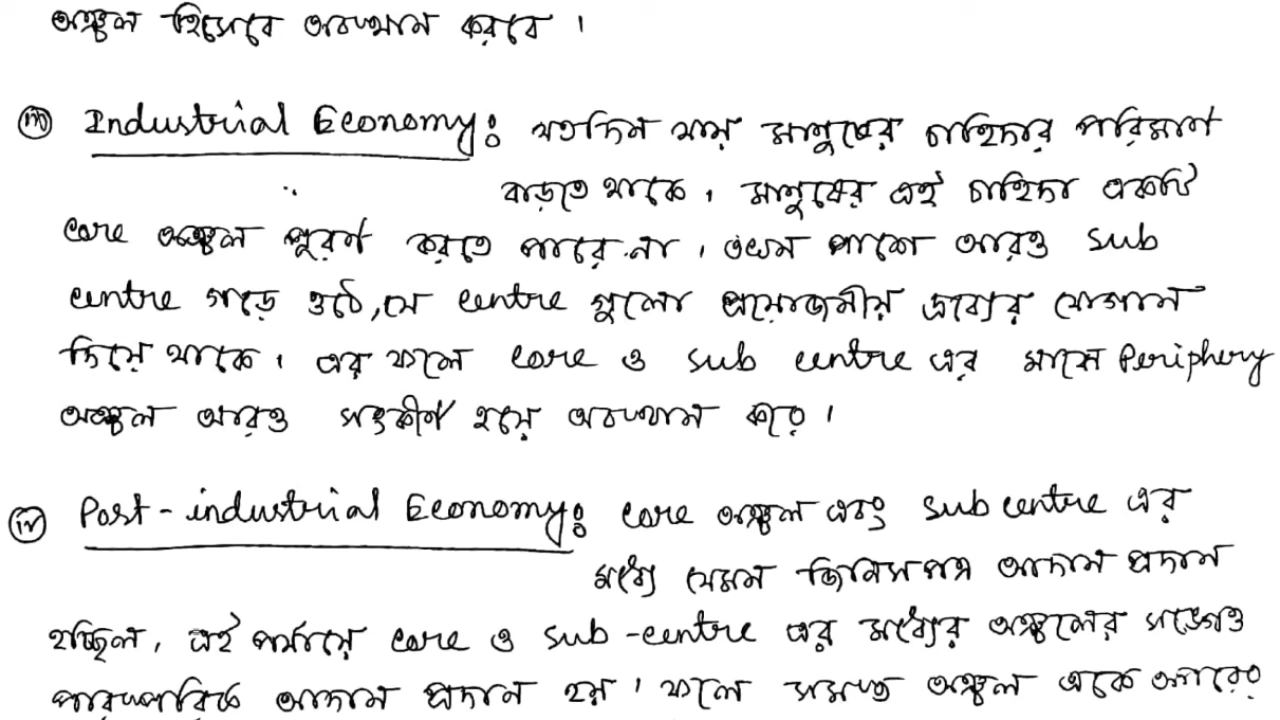 অঞ্চল হিসেবে অবস্থান করবে।
(iii) Industrial Economy: যতদিন যায় মানুষের চাহিদার পরিমাণ
বাড়তে থাকে। মানুষের এই চাহিদা একটি
core অঞ্চল পুরণ করতে পারে না। তখন পাশে আরও sub
centre গড়ে ওঠে, সে centre গুলো প্রয়োজনীয় দ্রব্যের যোগান
দিয়ে থাকে। এর ফলে core ও sub centre এর মাঝে Periphery
অঞ্চল আরও সংকীর্ণ হয়ে অবস্থান করে।
(iv) Post-industrial Economy: core অঞ্চল এবং sub centre এর
মধ্যে যেমন জিনিসপত্র আদান প্রদান
হচ্ছিল, এই পর্যায়ে core ও sub-centre এর মধ্যের অঞ্চলের সঙ্গেও
পারস্পারিক আদান প্রদান হয়। ফলে সমস্ত অঞ্চল একে অপরের